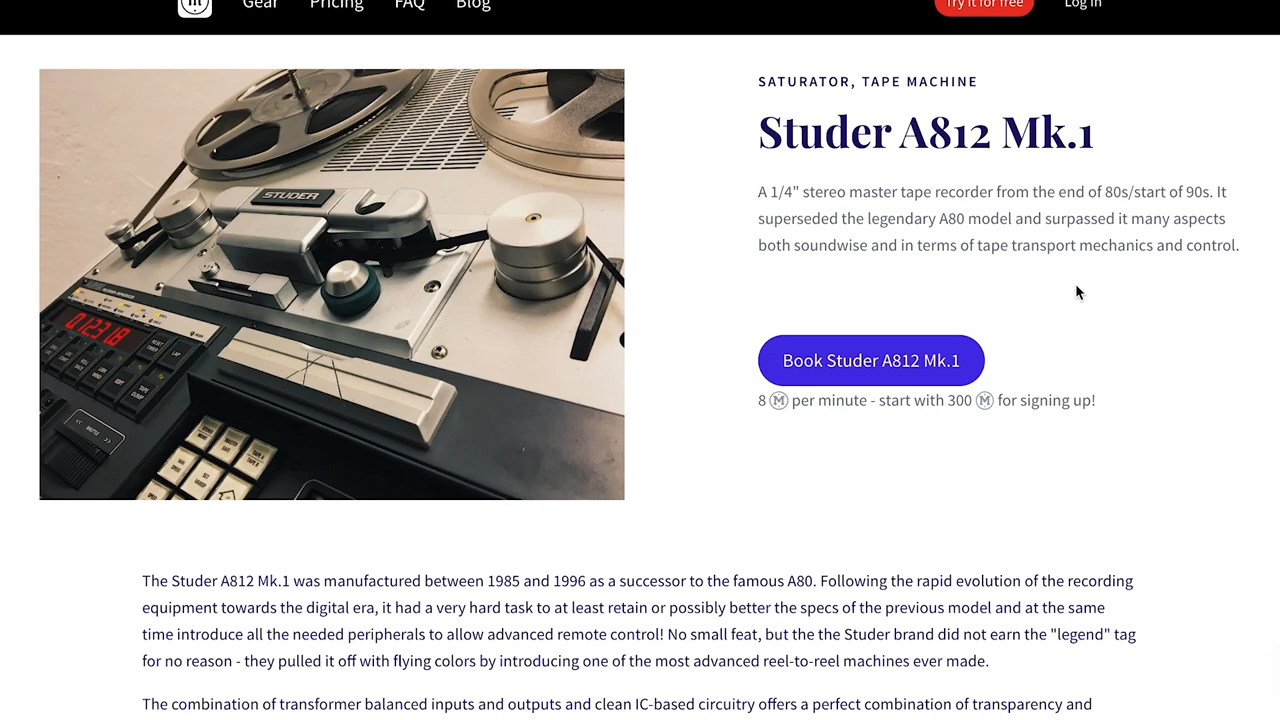 Gear
Pricing
FAQ
Blog
Try it for free
Log in
STUDER
SATURATOR, TAPE MACHINE
Studer A812 Mk.1
A 1/4" stereo master tape recorder from the end of 80s/start of 90s. It
superseded the legendary A80 model and surpassed it many aspects
both soundwise and in terms of tape transport mechanics and control.
Book Studer A812 Mk.1
8 Ⓜ per minute - start with 300 Ⓜ for signing up!
The Studer A812 Mk.1 was manufactured between 1985 and 1996 as a successor to the famous A80. Following the rapid evolution of the recording
equipment towards the digital era, it had a very hard task to at least retain or possibly better the specs of the previous model and at the same
time introduce all the needed peripherals to allow advanced remote control! No small feat, but the the Studer brand did not earn the "legend" tag
for no reason - they pulled it off with flying colors by introducing one of the most advanced reel-to-reel machines ever made.
The combination of transformer balanced inputs and outputs and clean IC-based circuitry offers a perfect combination of transparency and